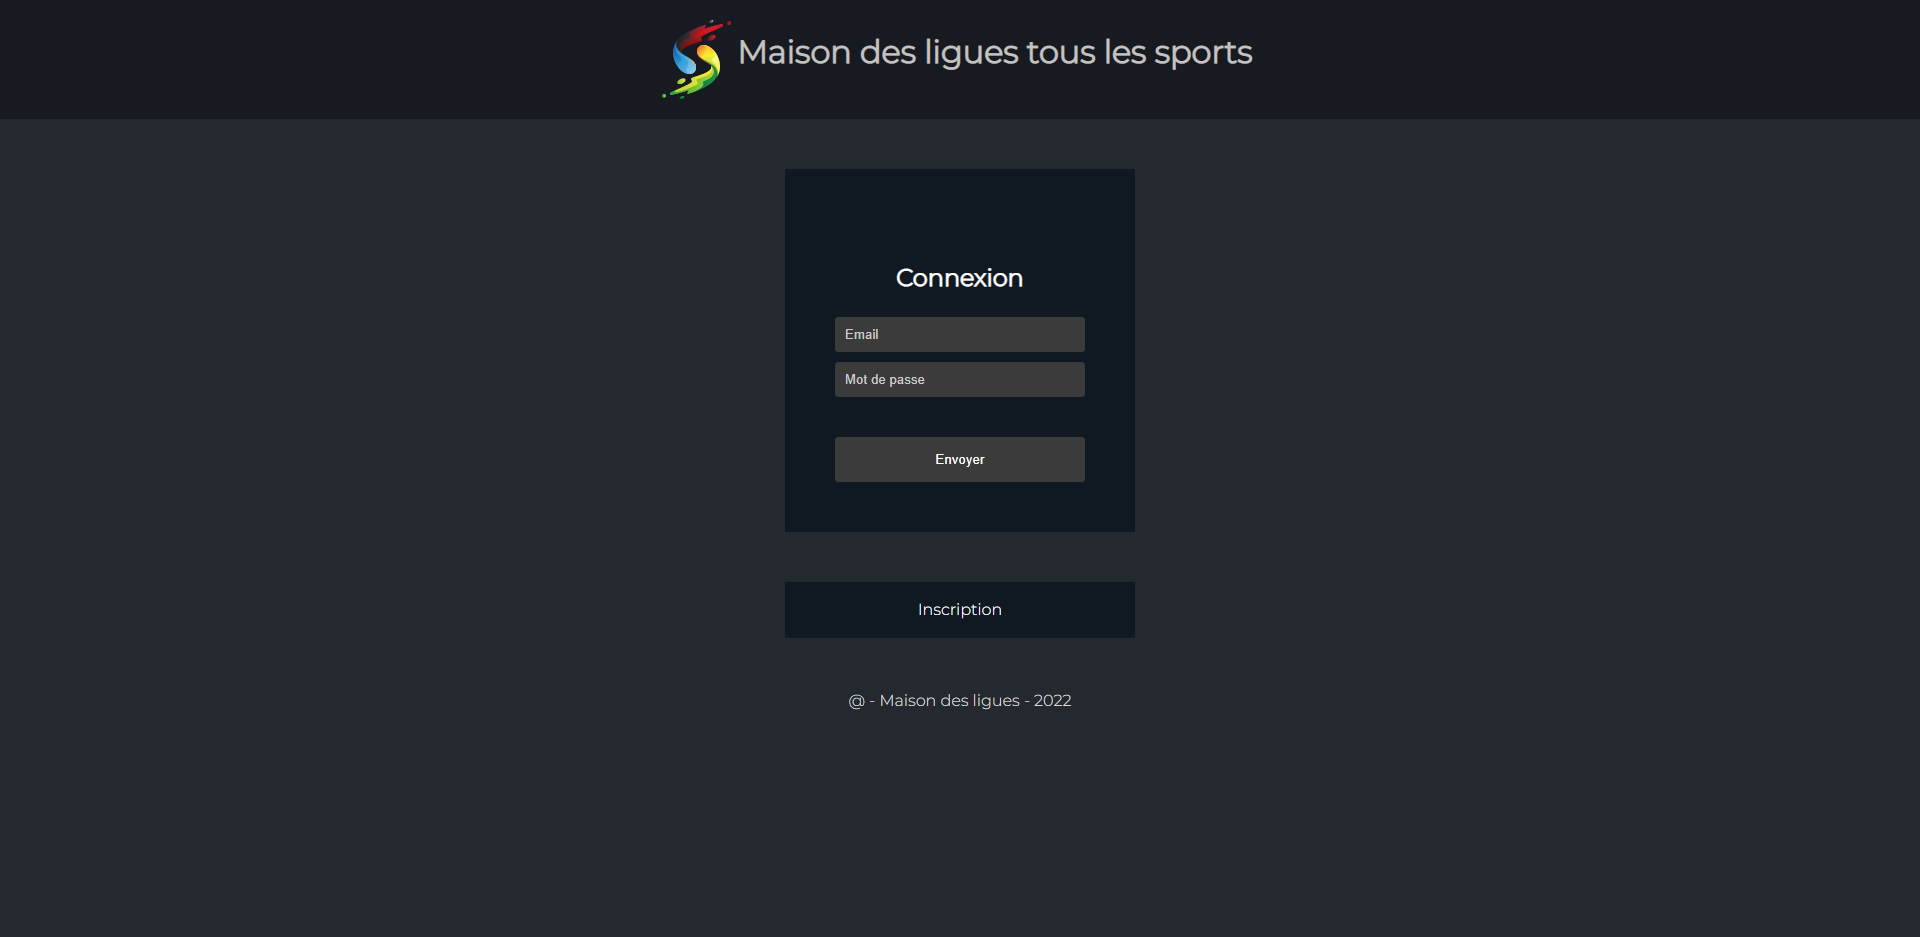 Maison des ligues tous les sports
Connexion
Email
Mot de passe
Envoyer
Inscription
@ - Maison des ligues - 2022